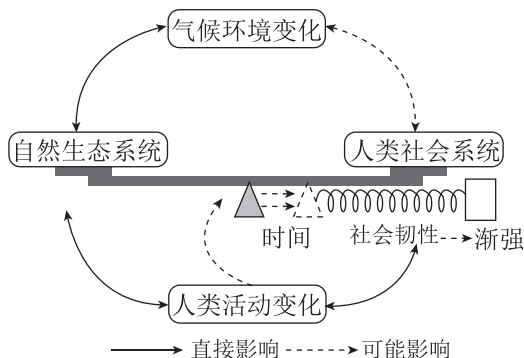 气候环境变化
自然生态系统
人类社会系统
时间
社会韧性
渐强
人类活动变化
直接影响
可能影响